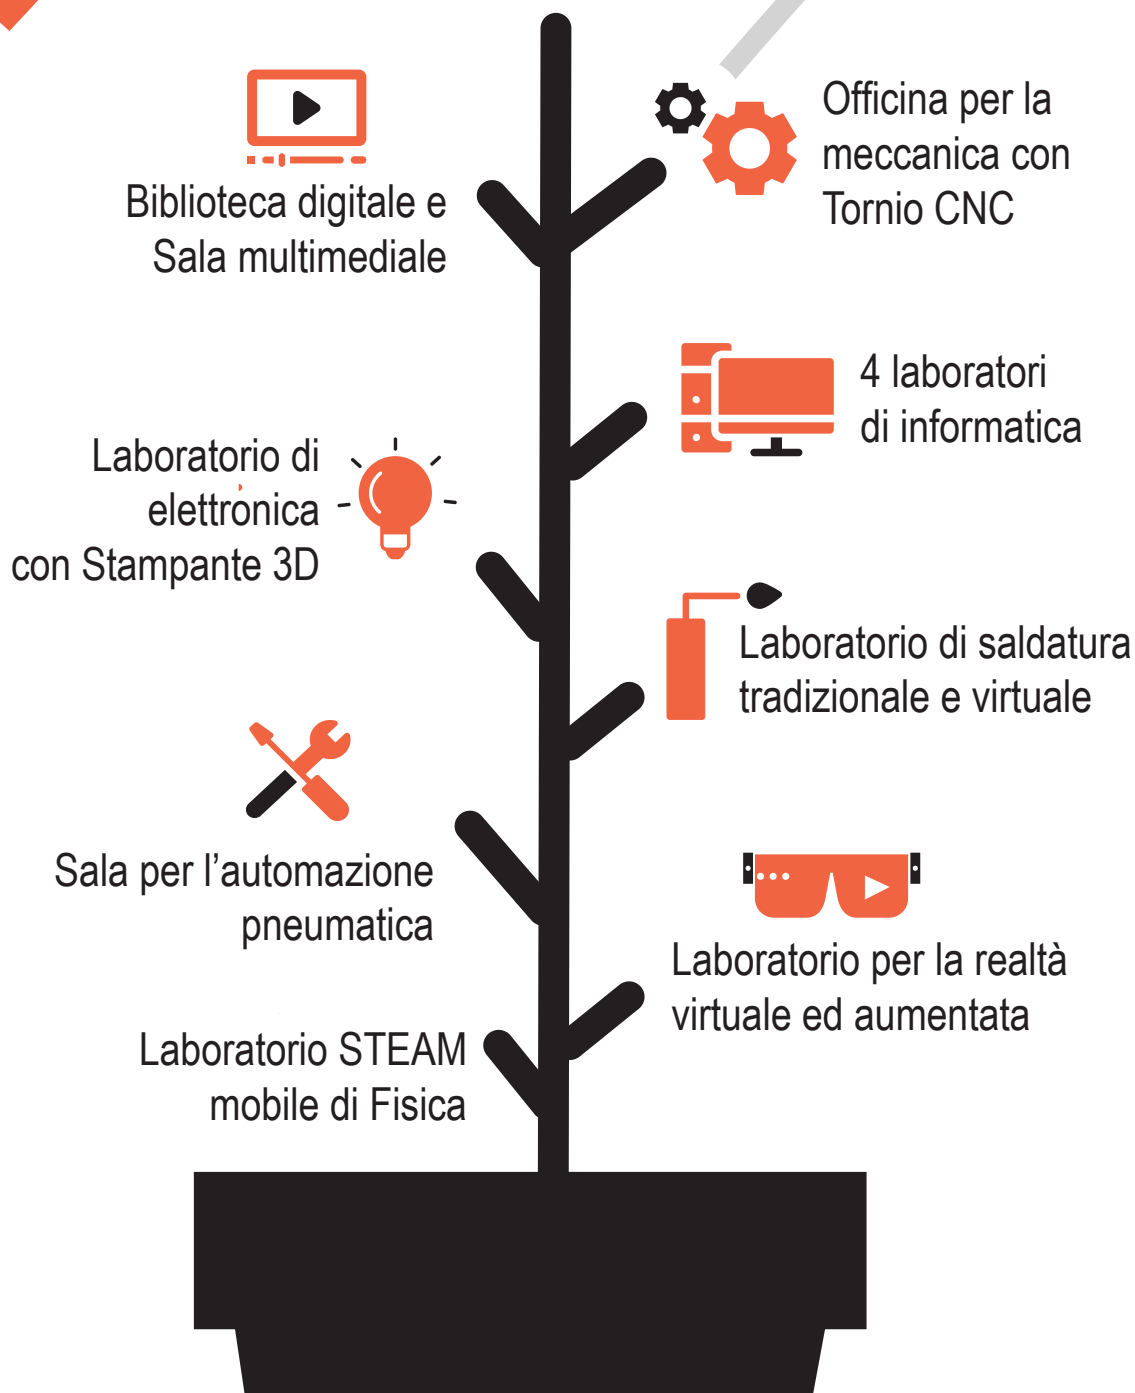 Biblioteca digitale e
Sala multimediale
Officina per la
meccanica con
Tornio CNC
4 laboratori
di informatica
Laboratorio di
elettronica
con Stampante 3D
Laboratorio di saldatura
tradizionale e virtuale
Sala per l’automazione
pneumatica
Laboratorio per la realtà
virtuale ed aumentata
Laboratorio STEAM
mobile di Fisica